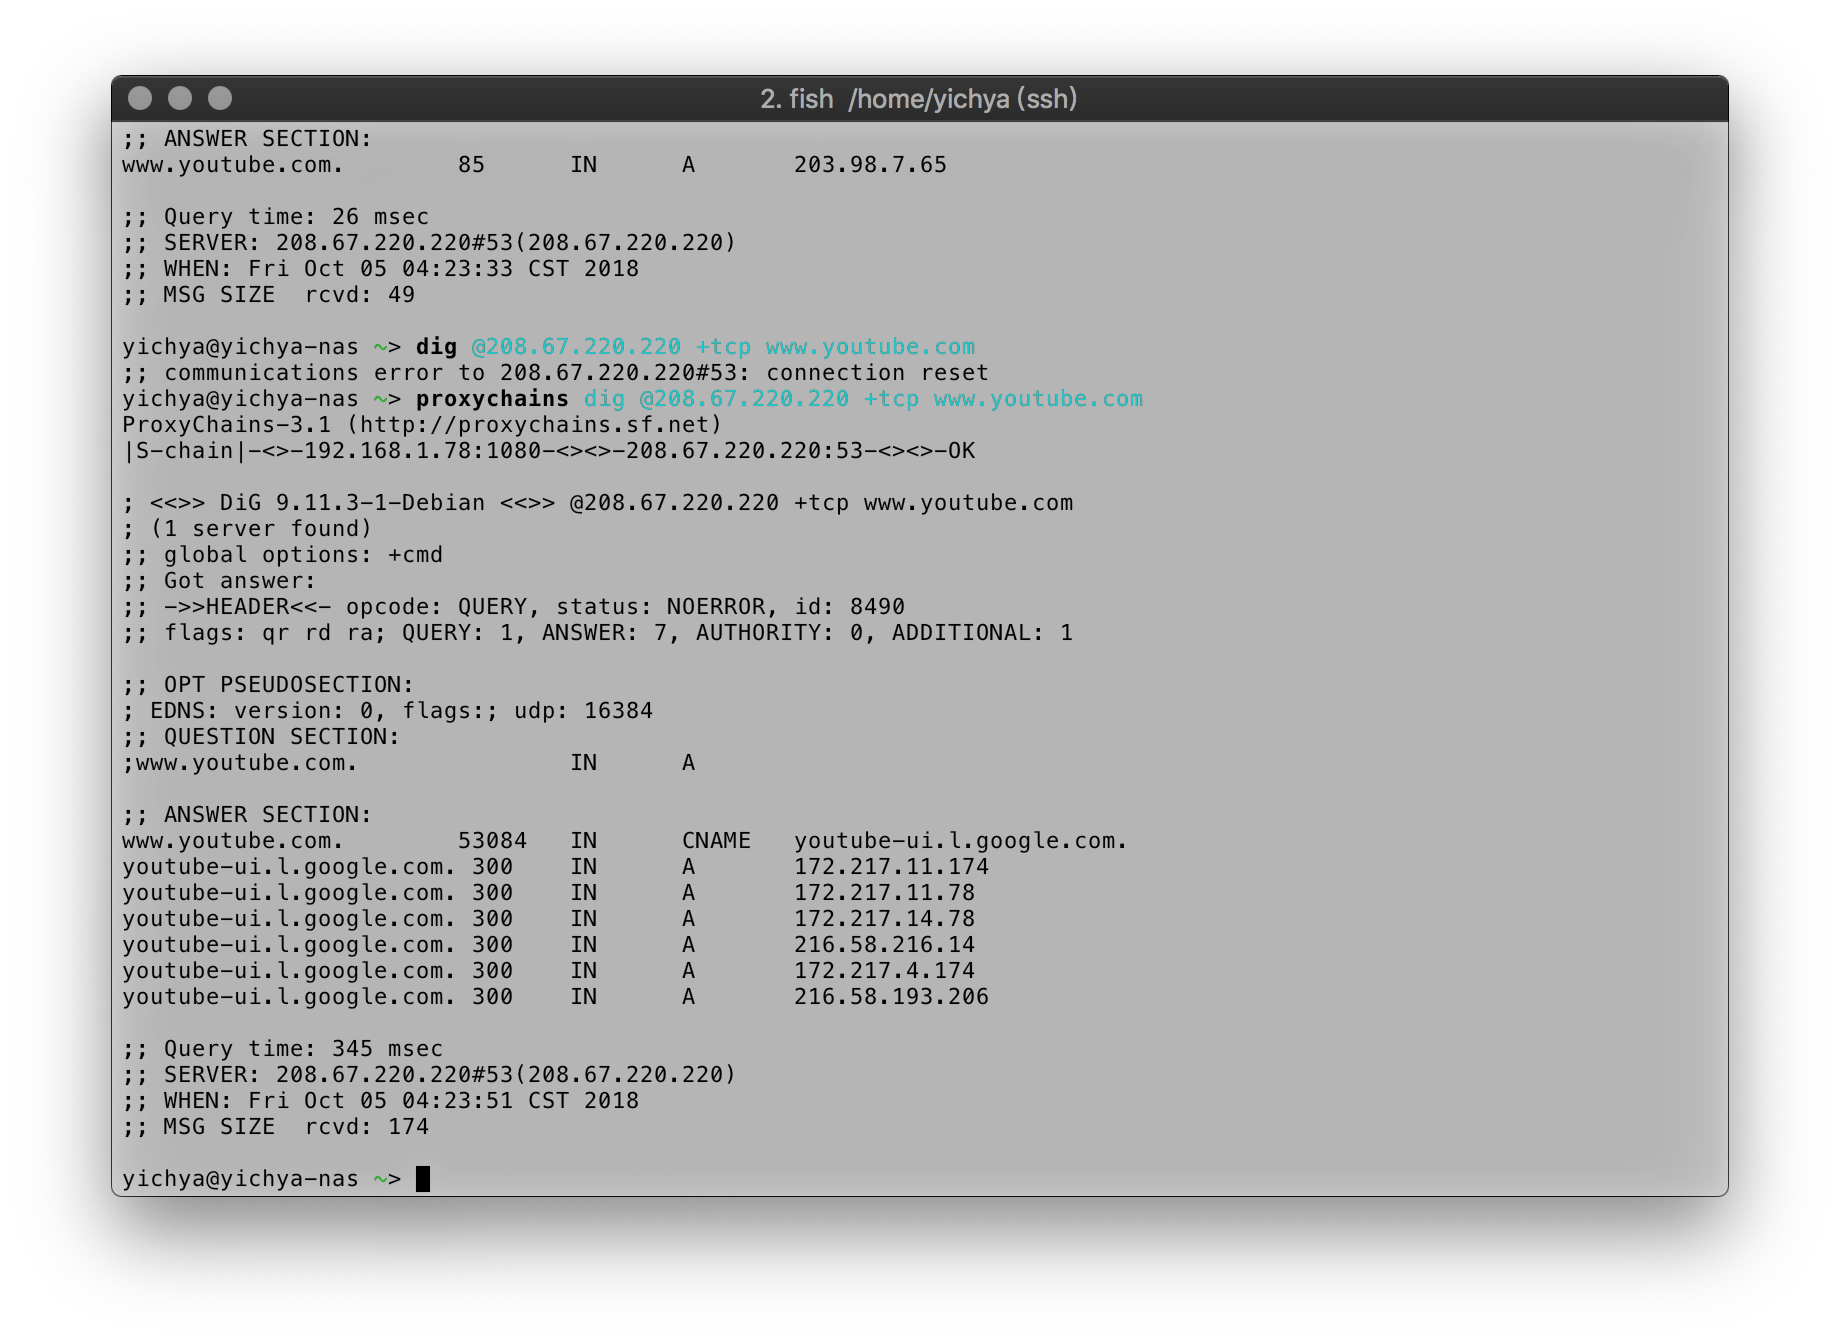 2. fish  /home/yichya (ssh)
;; ANSWER SECTION:
www.youtube.com.        85      IN      A       203.98.7.65

;; Query time: 26 msec
;; SERVER: 208.67.220.220#53(208.67.220.220)
;; WHEN: Fri Oct 05 04:23:33 CST 2018
;; MSG SIZE  rcvd: 49

yichya@yichya-nas ~> dig @208.67.220.220 +tcp www.youtube.com
;; communications error to 208.67.220.220#53: connection reset
yichya@yichya-nas ~> proxychains dig @208.67.220.220 +tcp www.youtube.com
ProxyChains-3.1 (http://proxychains.sf.net)
|S-chain|-<>-192.168.1.78:1080-<><>-208.67.220.220:53-<><>-OK

; <<>> DiG 9.11.3-1-Debian <<>> @208.67.220.220 +tcp www.youtube.com
; (1 server found)
;; global options: +cmd
;; Got answer:
;; ->>HEADER<<- opcode: QUERY, status: NOERROR, id: 8490
;; flags: qr rd ra; QUERY: 1, ANSWER: 7, AUTHORITY: 0, ADDITIONAL: 1

;; OPT PSEUDOSECTION:
; EDNS: version: 0, flags:; udp: 16384
;; QUESTION SECTION:
;www.youtube.com.               IN      A

;; ANSWER SECTION:
www.youtube.com.        53084   IN      CNAME   youtube-ui.l.google.com.
youtube-ui.l.google.com. 300    IN      A       172.217.11.174
youtube-ui.l.google.com. 300    IN      A       172.217.11.78
youtube-ui.l.google.com. 300    IN      A       172.217.14.78
youtube-ui.l.google.com. 300    IN      A       216.58.216.14
youtube-ui.l.google.com. 300    IN      A       172.217.4.174
youtube-ui.l.google.com. 300    IN      A       216.58.193.206

;; Query time: 345 msec
;; SERVER: 208.67.220.220#53(208.67.220.220)
;; WHEN: Fri Oct 05 04:23:51 CST 2018
;; MSG SIZE  rcvd: 174

yichya@yichya-nas ~>